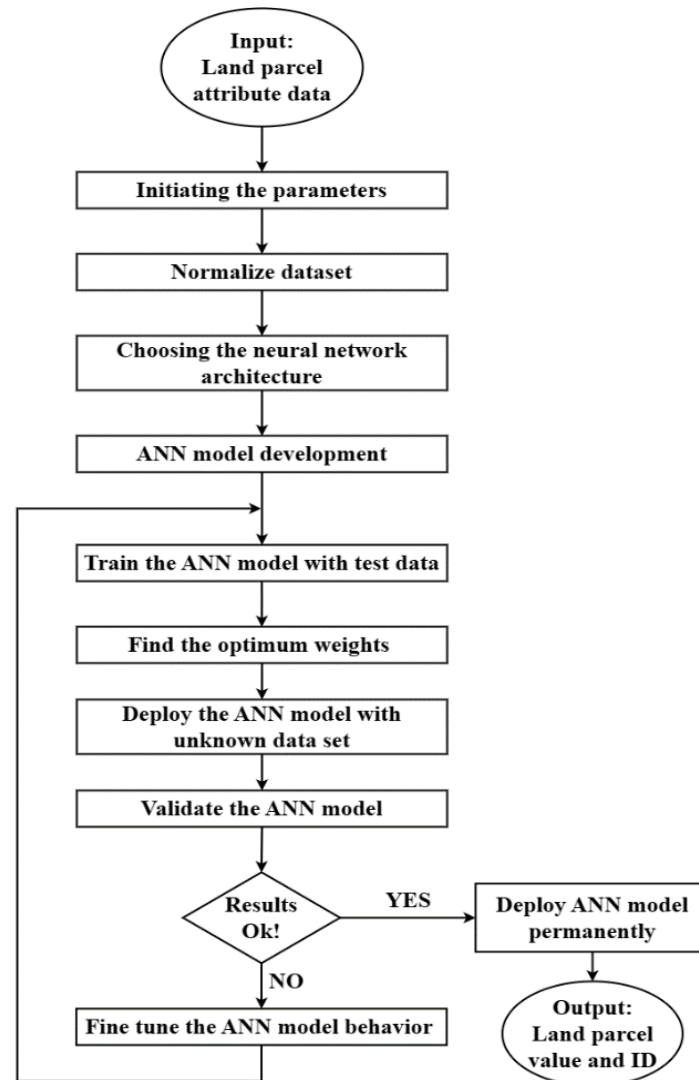 Input:
Land parcel
attribute data
Initiating the parameters
Normalize dataset
Choosing the neural network
architecture
ANN model development
Train the ANN model with test data
Find the optimum weights
Deploy the ANN model with
unknown data set
Validate the ANN model
Results
Ok!
YES
Deploy ANN model
permanently
NO
Fine tune the ANN model behavior
Output:
Land parcel
value and ID